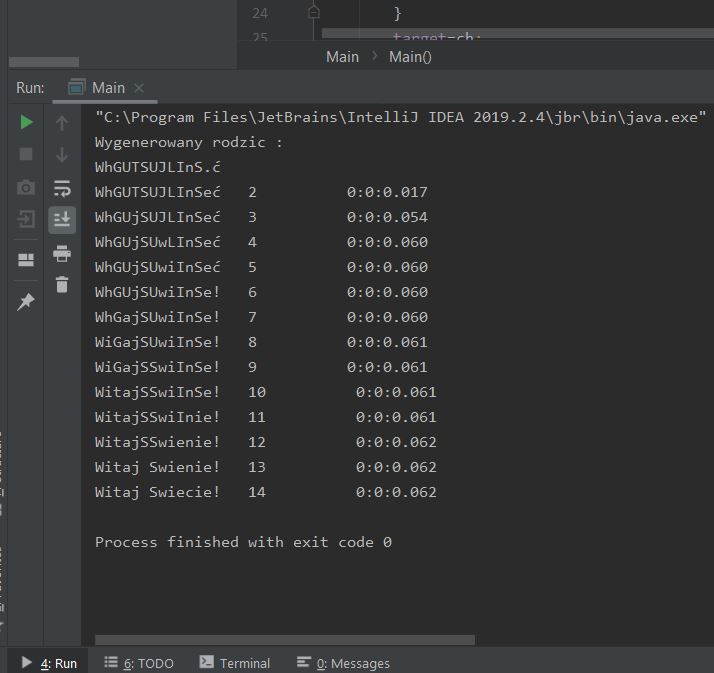 24 }
25 target=ch;
Main > Main()
Run: Main ×
"C:\Program Files\JetBrains\IntelliJ IDEA 2019.2.4\jbr\bin\java.exe"
Wygenerowany rodzic :
WhGUTSUJLInS.ć
WhGUTSUJLInSeć 2 0:0:0.017
WhGUjSUJLInSeć 3 0:0:0.054
WhGUjSUwLInSeć 4 0:0:0.060
WhGUjSUwiInSeć 5 0:0:0.060
WhGUjSUwiInSe! 6 0:0:0.060
WhGajSUwiInSe! 7 0:0:0.060
WiGajSUwiInSe! 8 0:0:0.061
WiGajSSwiInSe! 9 0:0:0.061
WitajSSwiInSe! 10 0:0:0.061
WitajSSwiInie! 11 0:0:0.061
WitajSSwienie! 12 0:0:0.062
Witaj Swienie! 13 0:0:0.062
Witaj Swiecie! 14 0:0:0.062
Process finished with exit code 0
4: Run 6: TODO Terminal 0: Messages